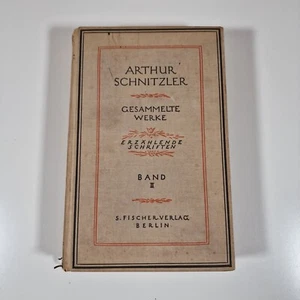 ARTHUR
SCHNITZLER
GESAMMELTE
WERKE
ERZÄHLENDE
SCHRIFTEN
BAND
II
S. FISCHER·VERLAG
BERLIN